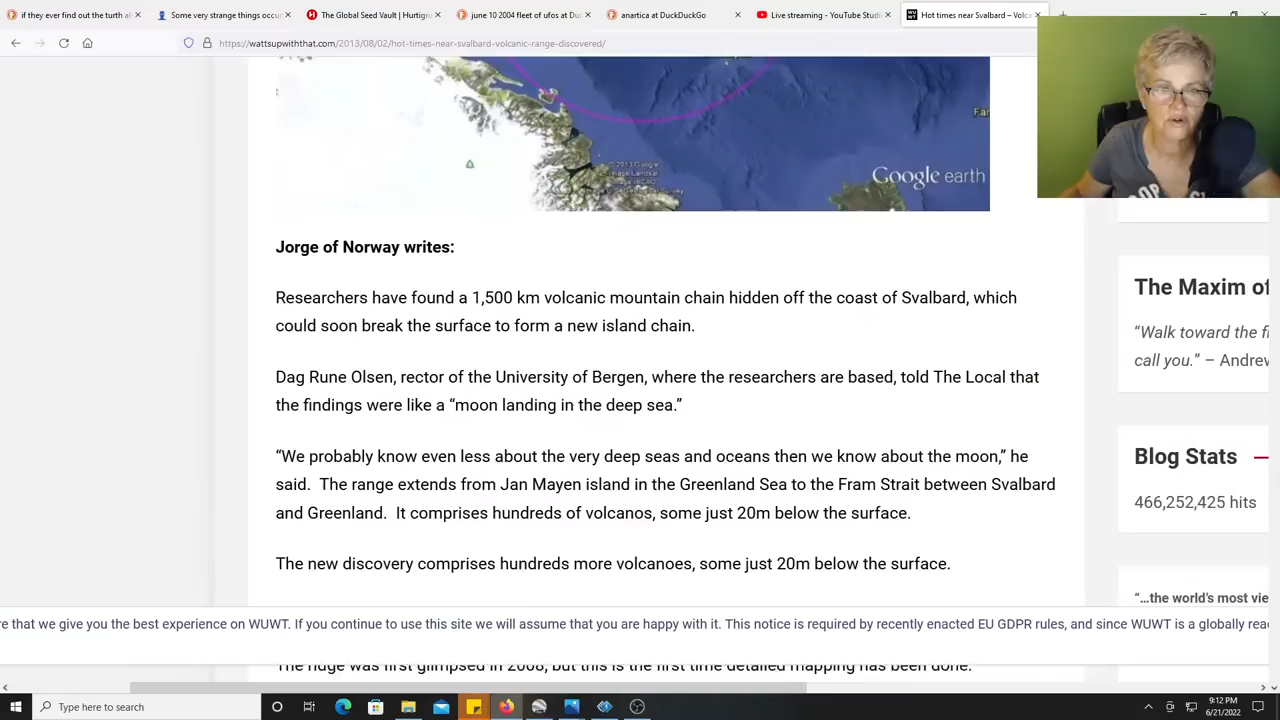 if everybody find out the turth al
Some very strange things occur
The Global Seed Vault | Hurtigru
june 10 2004 fleet of ufos at Du
anartica at DuckDuckGo
Live streaming - YouTube Studi
Hot times near Svalbard – Volca
https://wattsupwiththat.com/2013/08/02/hot-times-near-svalbard-volcanic-range-discovered/
Far
©2013 Google
Google earth
Jorge of Norway writes:
Researchers have found a 1,500 km volcanic mountain chain hidden off the coast of Svalbard, which
could soon break the surface to form a new island chain.
Dag Rune Olsen, rector of the University of Bergen, where the researchers are based, told The Local that
the findings were like a “moon landing in the deep sea.”
“We probably know even less about the very deep seas and oceans then we know about the moon,” he
said. The range extends from Jan Mayen island in the Greenland Sea to the Fram Strait between Svalbard
and Greenland. It comprises hundreds of volcanos, some just 20m below the surface.
The new discovery comprises hundreds more volcanoes, some just 20m below the surface.
The Maxim of
“Walk toward the fi
call you.” – Andrew
Blog Stats
466,252,425 hits
“…the world's most vie
re that we give you the best experience on WUWT. If you continue to use this site we will assume that you are happy with it. This notice is required by recently enacted EU GDPR rules, and since WUWT is a globally rea
The ridge was first glimpsed in 2008, but this is the first time detailed mapping has been done.
Type here to search
9:12 PM
6/21/2022